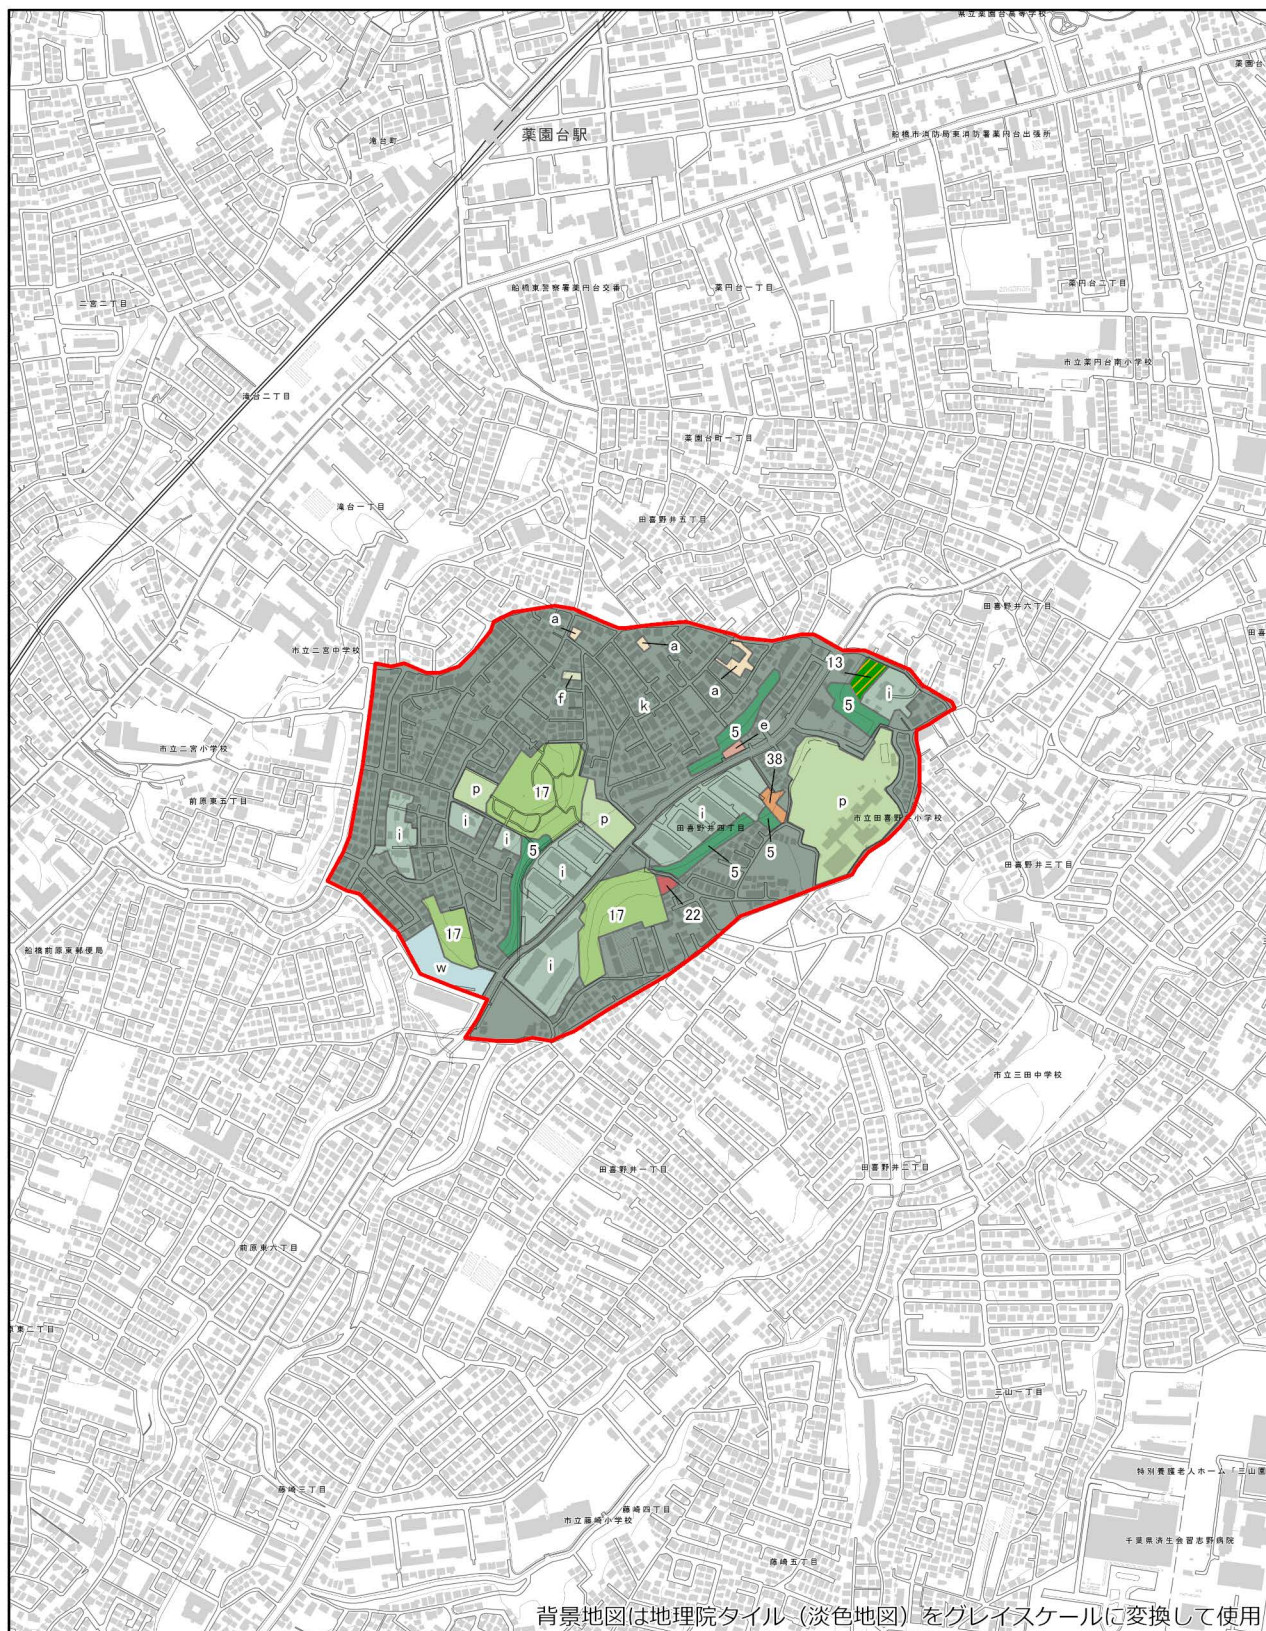 県立薬園台高等学校
薬園台
薬園台駅
滝台町
船橋市消防局東消防署薬円台出張所
二宮二丁目
船橋東警察署薬円台交番
薬円台一丁目
薬円台二丁目
市立薬円台南小学校
滝台二丁目
薬園台町一丁目
滝台一丁目
田喜野井五丁目
田喜野井六丁目
田喜
市立二宮中学校
a
a
a
13
i
f
k
5
e
5
市立二宮小学校
38
前原東五丁目
p
17
p
i
p
i
i
i
田喜野井四丁目
市立田喜野井小学校
5
5
5
i
田喜野井三丁目
17
17
22
船橋前原東郵便局
w
i
市立三田中学校
田喜野井一丁目
田喜野井二丁目
前原東六丁目
東二丁目
三山一丁目
特別養護老人ホーム「三山園
藤崎三丁目
藤崎四丁目
市立藤崎小学校
千葉県済生会習志野病院
藤崎五丁目
背景地図は地理院タイル（淡色地図）をグレイスケールに変換して使用